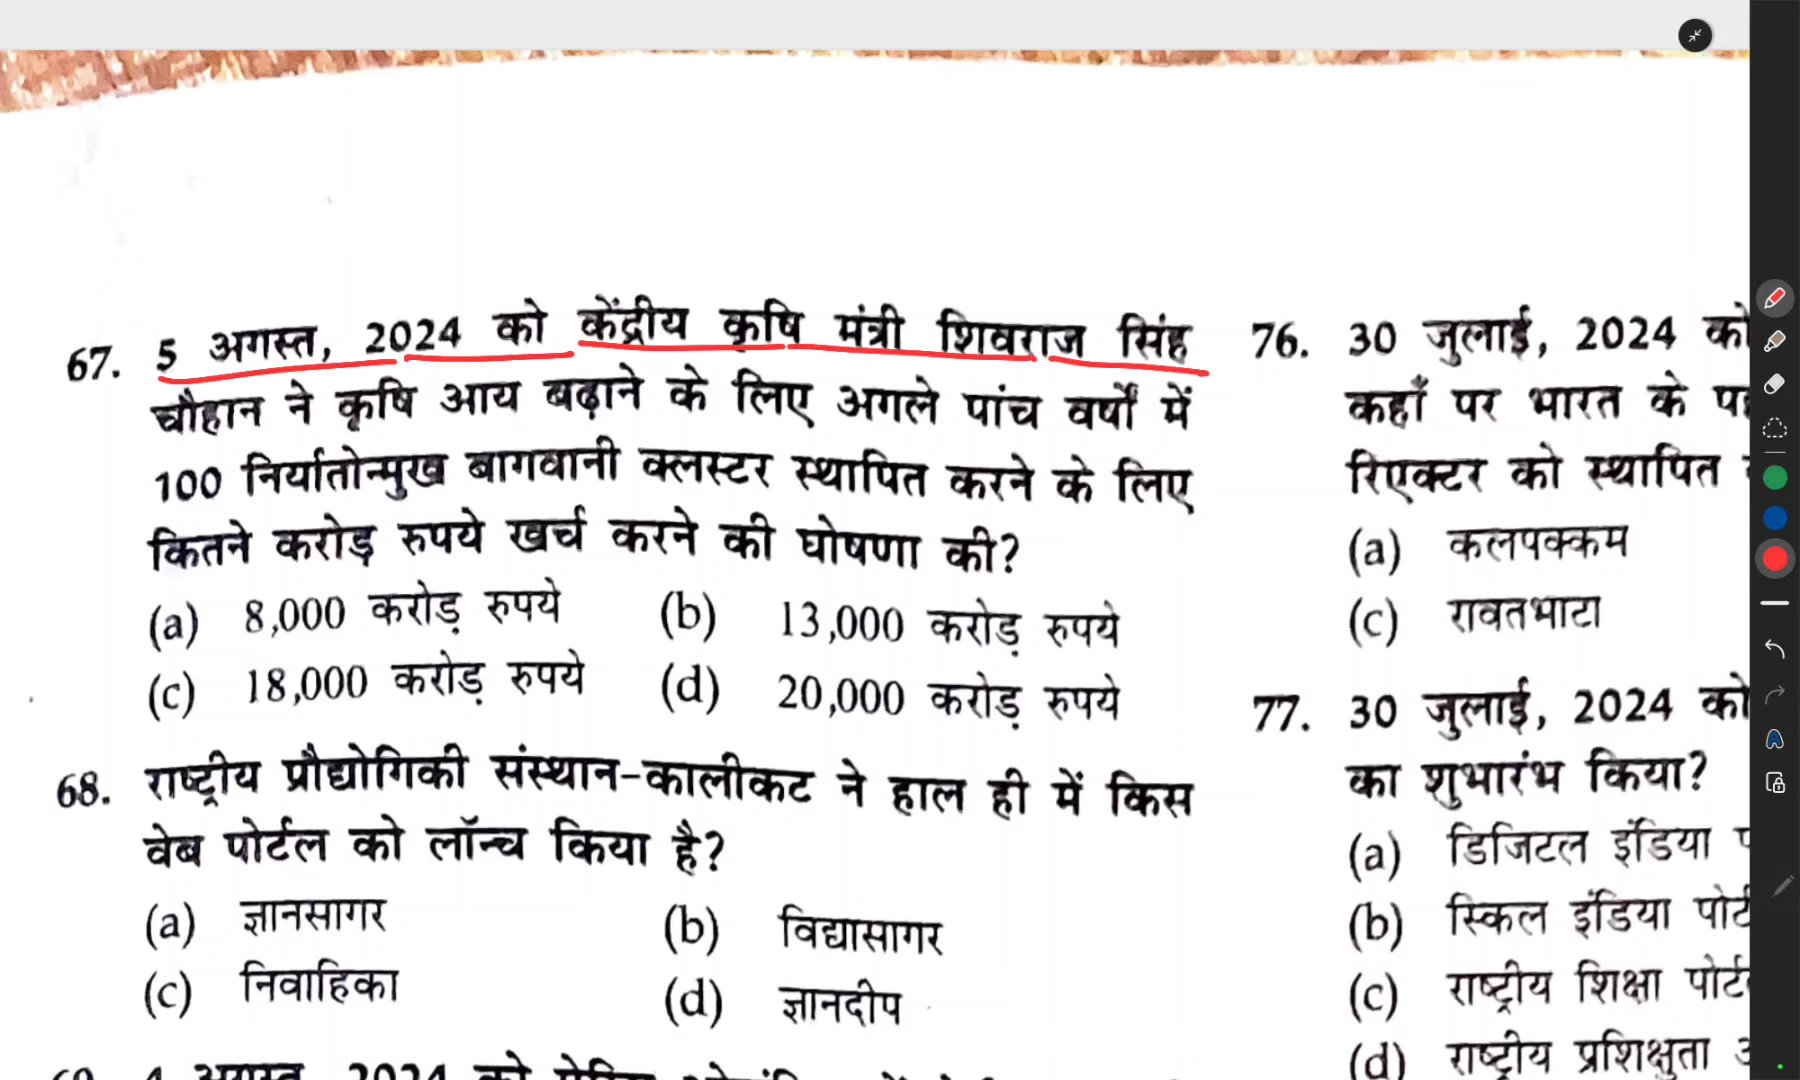 67. 5 अगस्त, 2024 को केंद्रीय कृषि मंत्री शिवराज सिंह
चौहान ने कृषि आय बढ़ाने के लिए अगले पांच वर्षों में
100 निर्यातोन्मुख बागवानी क्लस्टर स्थापित करने के लिए
कितने करोड़ रुपये खर्च करने की घोषणा की?
(a) 8,000 करोड़ रुपये (b) 13,000 करोड़ रुपये
(c) 18,000 करोड़ रुपये (d) 20,000 करोड़ रुपये
68. राष्ट्रीय प्रौद्योगिकी संस्थान-कालीकट ने हाल ही में किस
वेब पोर्टल को लॉन्च किया है?
(a) ज्ञानसागर (b) विद्यासागर
(c) निवाहिका (d) ज्ञानदीप
76. 30 जुलाई, 2024 को
कहाँ पर भारत के
रिएक्टर को स्थापित
(a) कलपक्कम
(c) रावतभाटा
77. 30 जुलाई, 2024 को
का शुभारंभ किया?
(a) डिजिटल इंडिया
(b) स्किल इंडिया
(c) राष्ट्रीय शिक्षा
(d) राष्ट्रीय प्रशिक्षुता